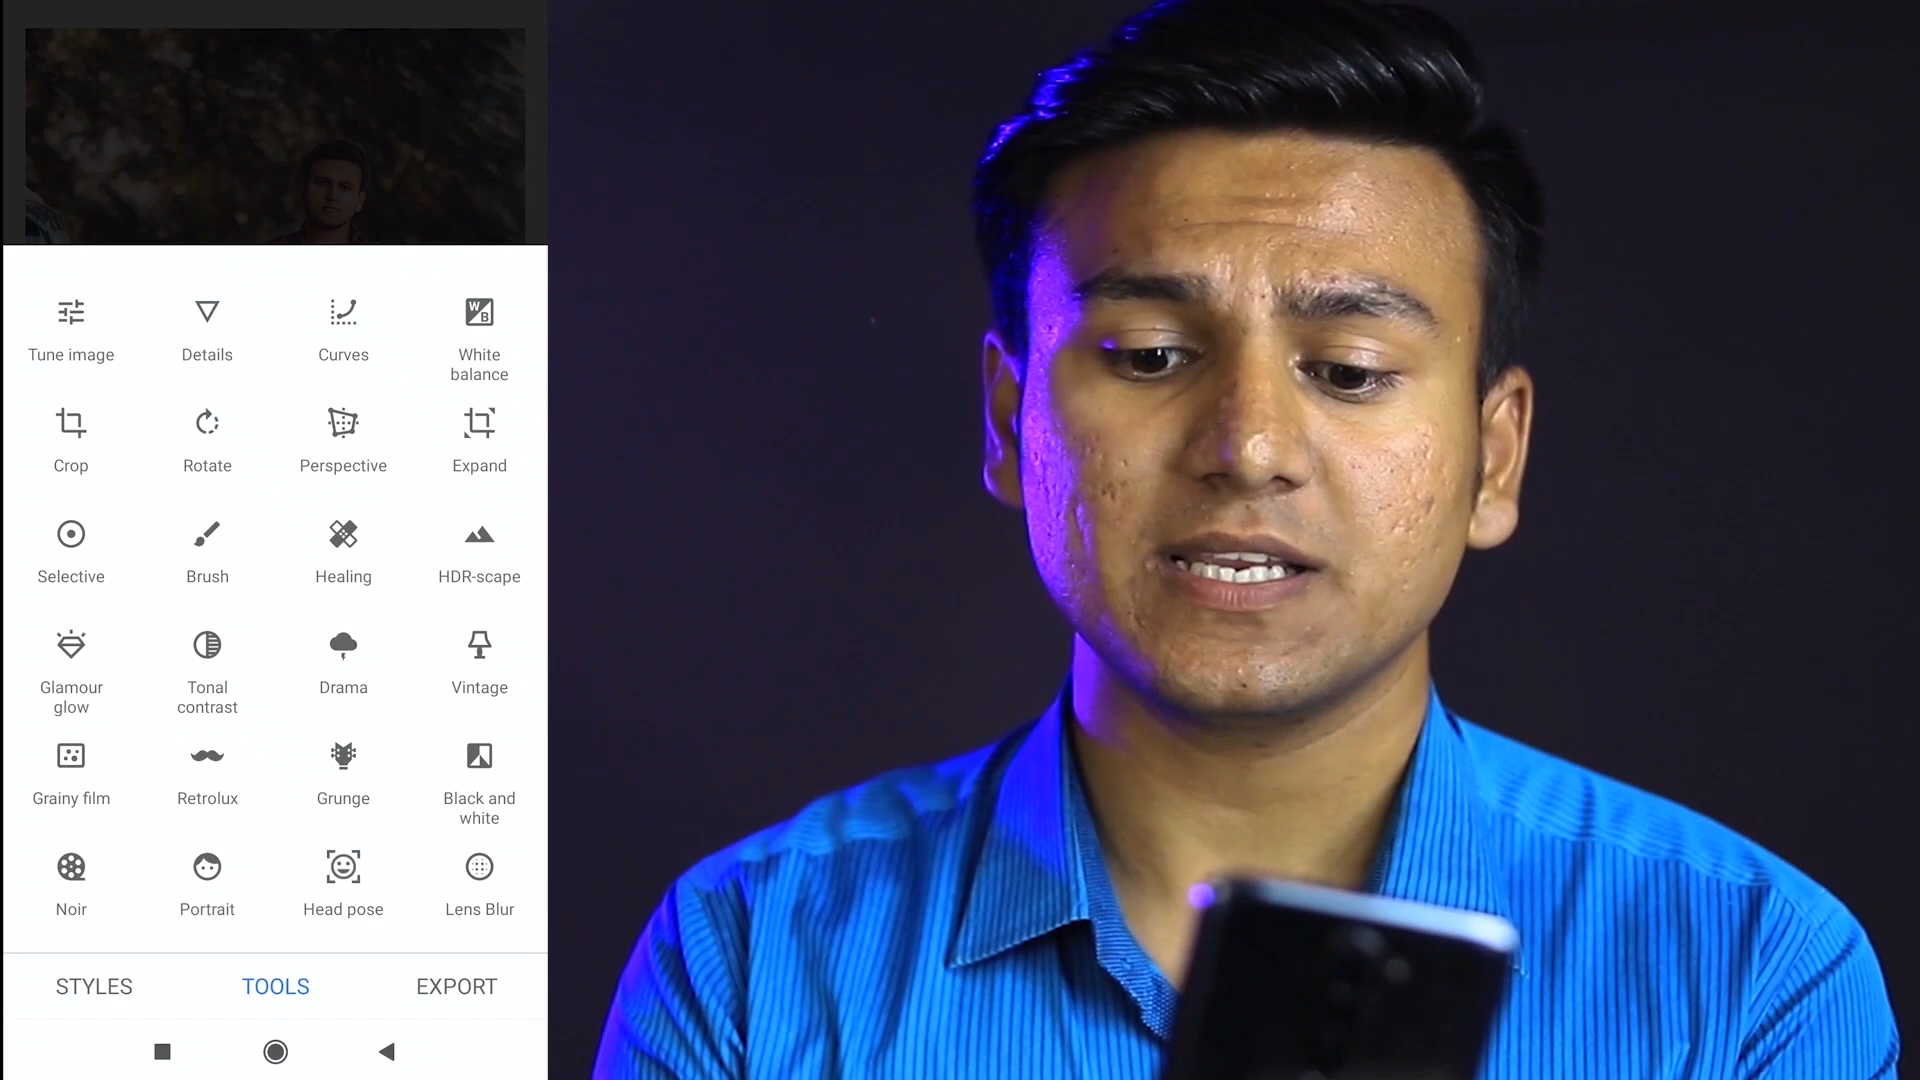 Tune image
Details
Curves
White
balance
Crop
Rotate
Perspective
Expand
Selective
Brush
Healing
HDR-scape
Glamour
glow
Tonal
contrast
Drama
Vintage
Grainy film
Retrolux
Grunge
Black and
white
Noir
Portrait
Head pose
Lens Blur
STYLES
TOOLS
EXPORT